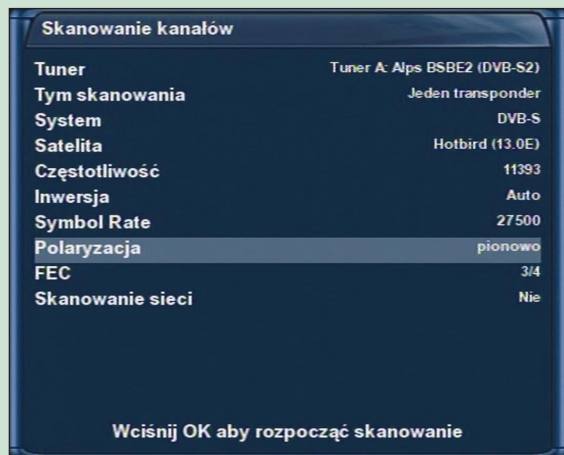 Skanowanie kanałów
Tuner Tuner A: Alps BSBE2 (DVB-S2)
Tym skanowania Jeden transponder
System DVB-S
Satelita Hotbird (13.0E)
Częstotliwość 11393
Inwersja Auto
Symbol Rate 27500
Polaryzacja pionowo
FEC 3/4
Skanowanie sieci Nie
Wciśnij OK aby rozpocząć skanowanie